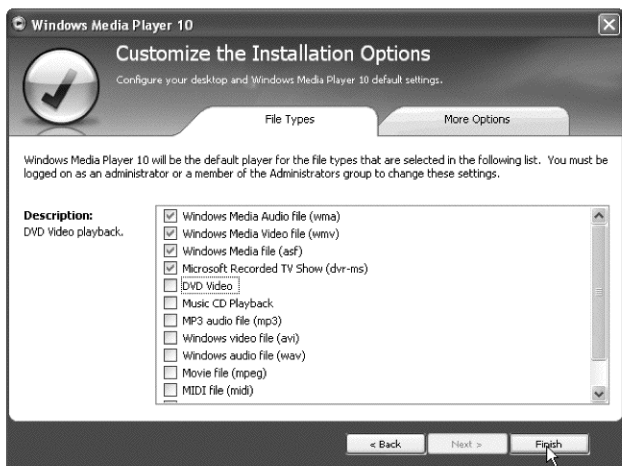 Windows Media Player 10
Customize the Installation Options
Configure your desktop and Windows Media Player 10 default settings.
File Types
More Options
Windows Media Player 10 will be the default player for the file types that are selected in the following list. You must be
logged on as an administrator or a member of the Administrators group to change these settings.
Description:
DVD Video playback.
Windows Media Audio file (wma)
Windows Media Video file (wmv)
Windows Media file (asf)
Microsoft Recorded TV Show (dvr-ms)
DVD Video
Music CD Playback
MP3 audio file (mp3)
Windows video file (avi)
Windows audio file (wav)
Movie file (mpeg)
MIDI file (midi)
< Back
Next >
Finish